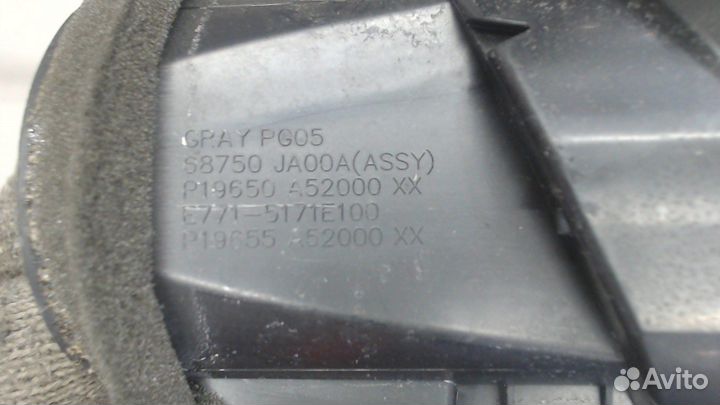 GRAY PG05
68750 JA00A(ASSY)
P19650 A52000 XX
E771-5171E100
P19655 A52000 XX
Avito